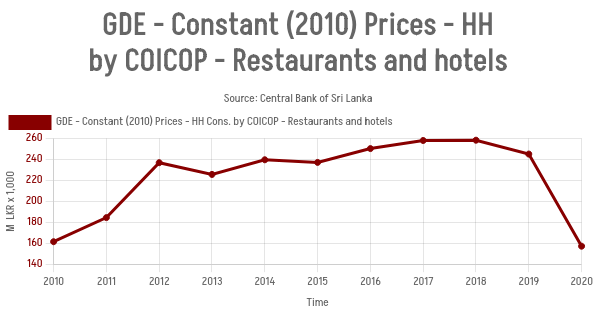 GDE - Constant (2010) Prices - HH
by COICOP - Restaurants and hotels
Source: Central Bank of Sri Lanka
GDE - Constant (2010) Prices - HH Cons. by COICOP - Restaurants and hotels
M LKR x 1,000
260
240
220
200
180
160
140
2010 2011 2012 2013 2014 2015 2016 2017 2018 2019 2020
Time